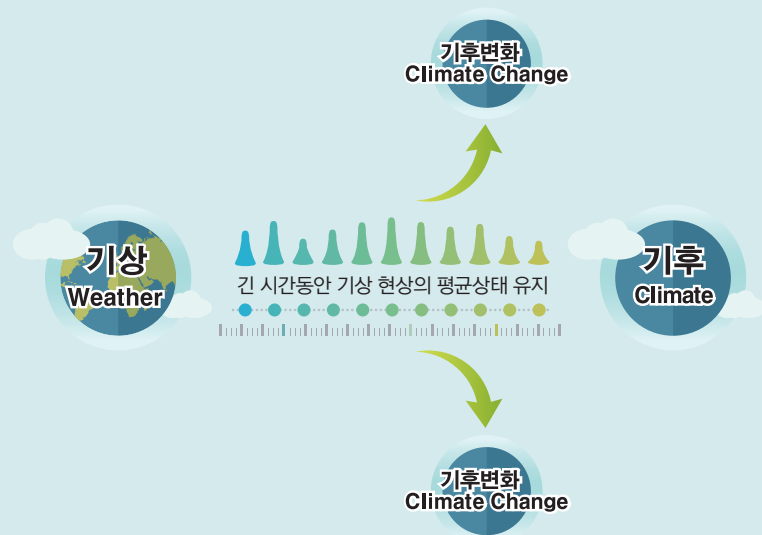 기후변화
Climate Change
기상
Weather
긴 시간동안 기상 현상의 평균상태 유지
기후
Climate
기후변화
Climate Change